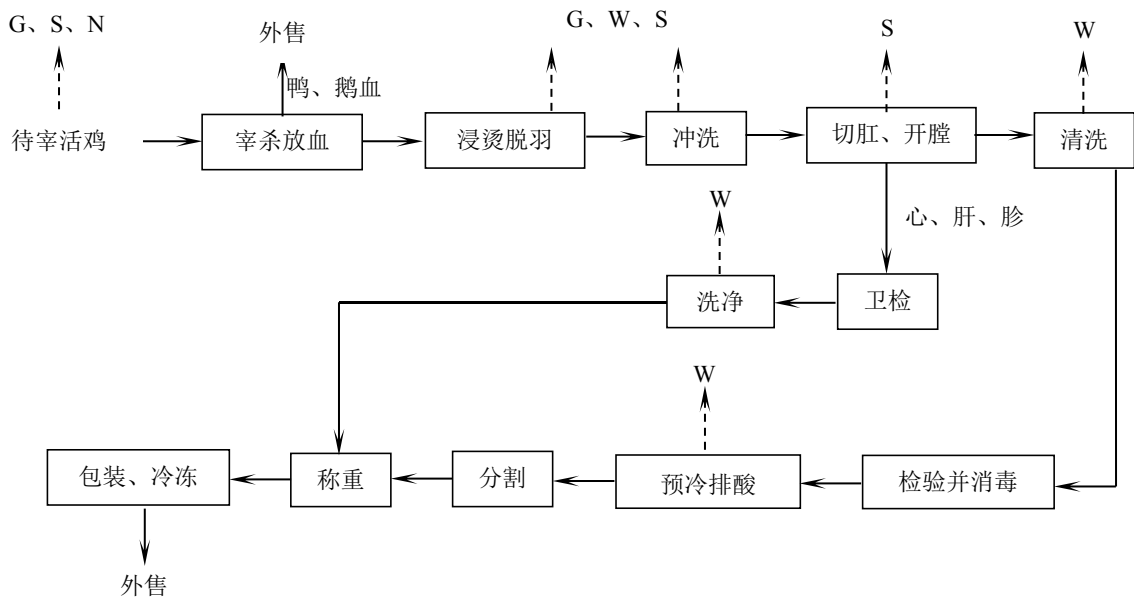 G、S、N
外售
G、W、S
S
W
鸭、鹅血
待宰活鸡
宰杀放血
浸烫脱羽
冲洗
切肛、开膛
清洗
W
心、肝、胗
洗净
卫检
W
包装、冷冻
称重
分割
预冷排酸
检验并消毒
外售